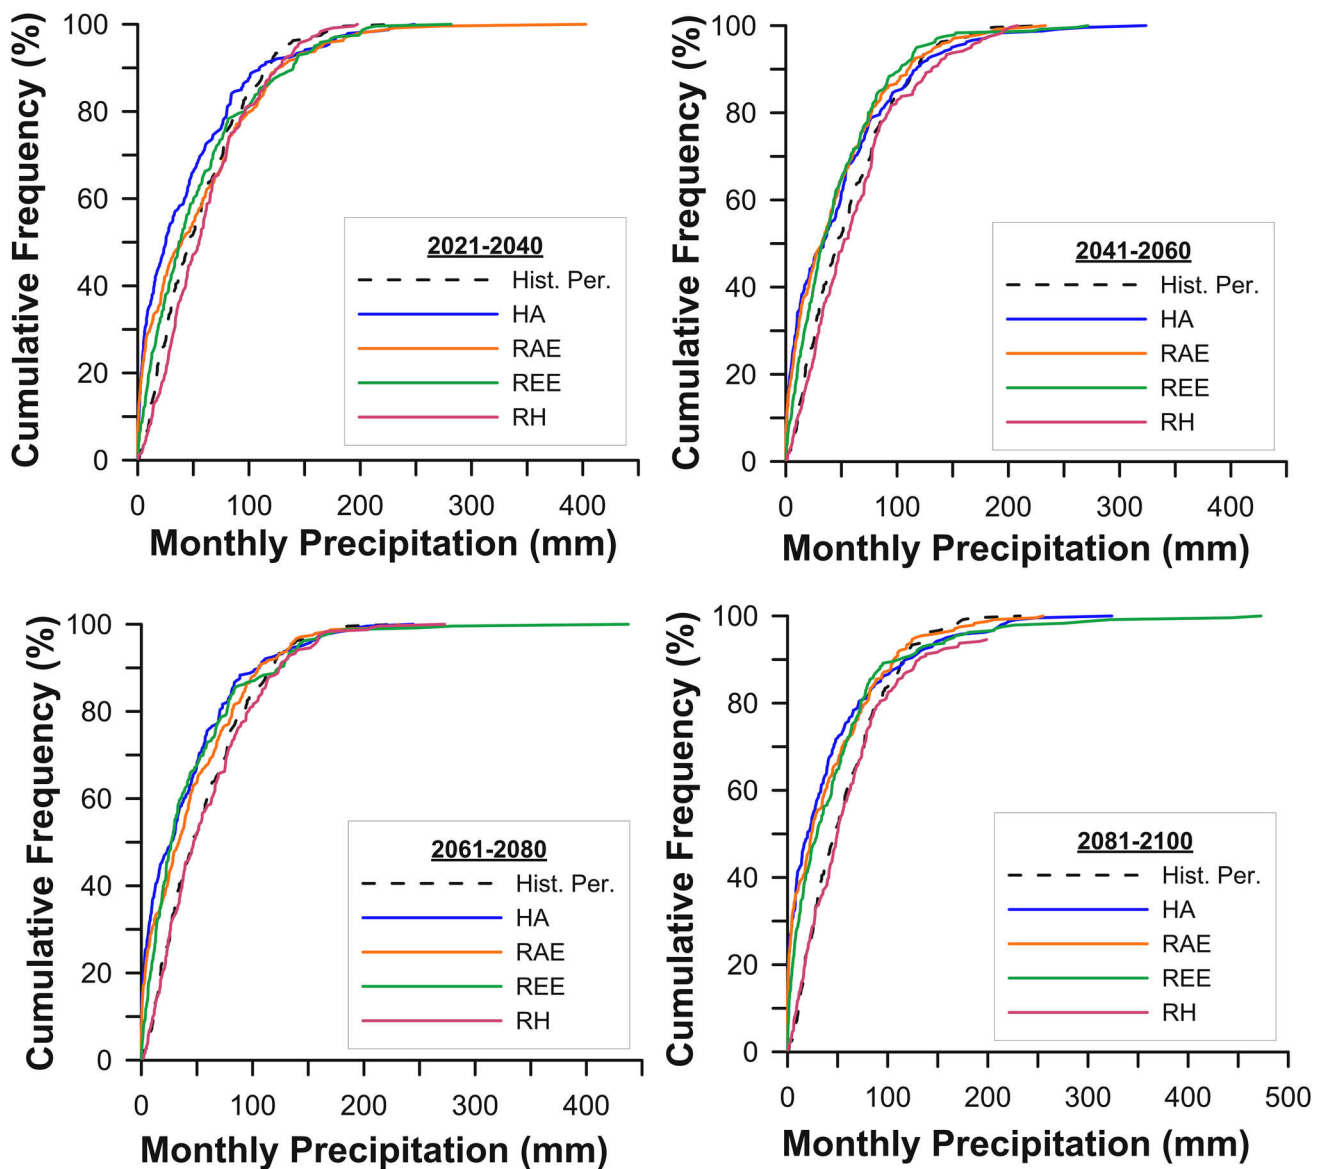 Cumulative Frequency (%)
100
80
60
40
20
0
2021-2040
Hist. Per.
HA
RAE
REE
RH
0 100 200 300 400
Monthly Precipitation (mm)
Cumulative Frequency (%)
100
80
60
40
20
0
2041-2060
Hist. Per.
HA
RAE
REE
RH
0 100 200 300 400
Monthly Precipitation (mm)
Cumulative Frequency (%)
100
80
60
40
20
0
2061-2080
Hist. Per.
HA
RAE
REE
RH
0 100 200 300 400
Monthly Precipitation (mm)
Cumulative Frequency (%)
100
80
60
40
20
0
2081-2100
Hist. Per.
HA
RAE
REE
RH
0 100 200 300 400 500
Monthly Precipitation (mm)